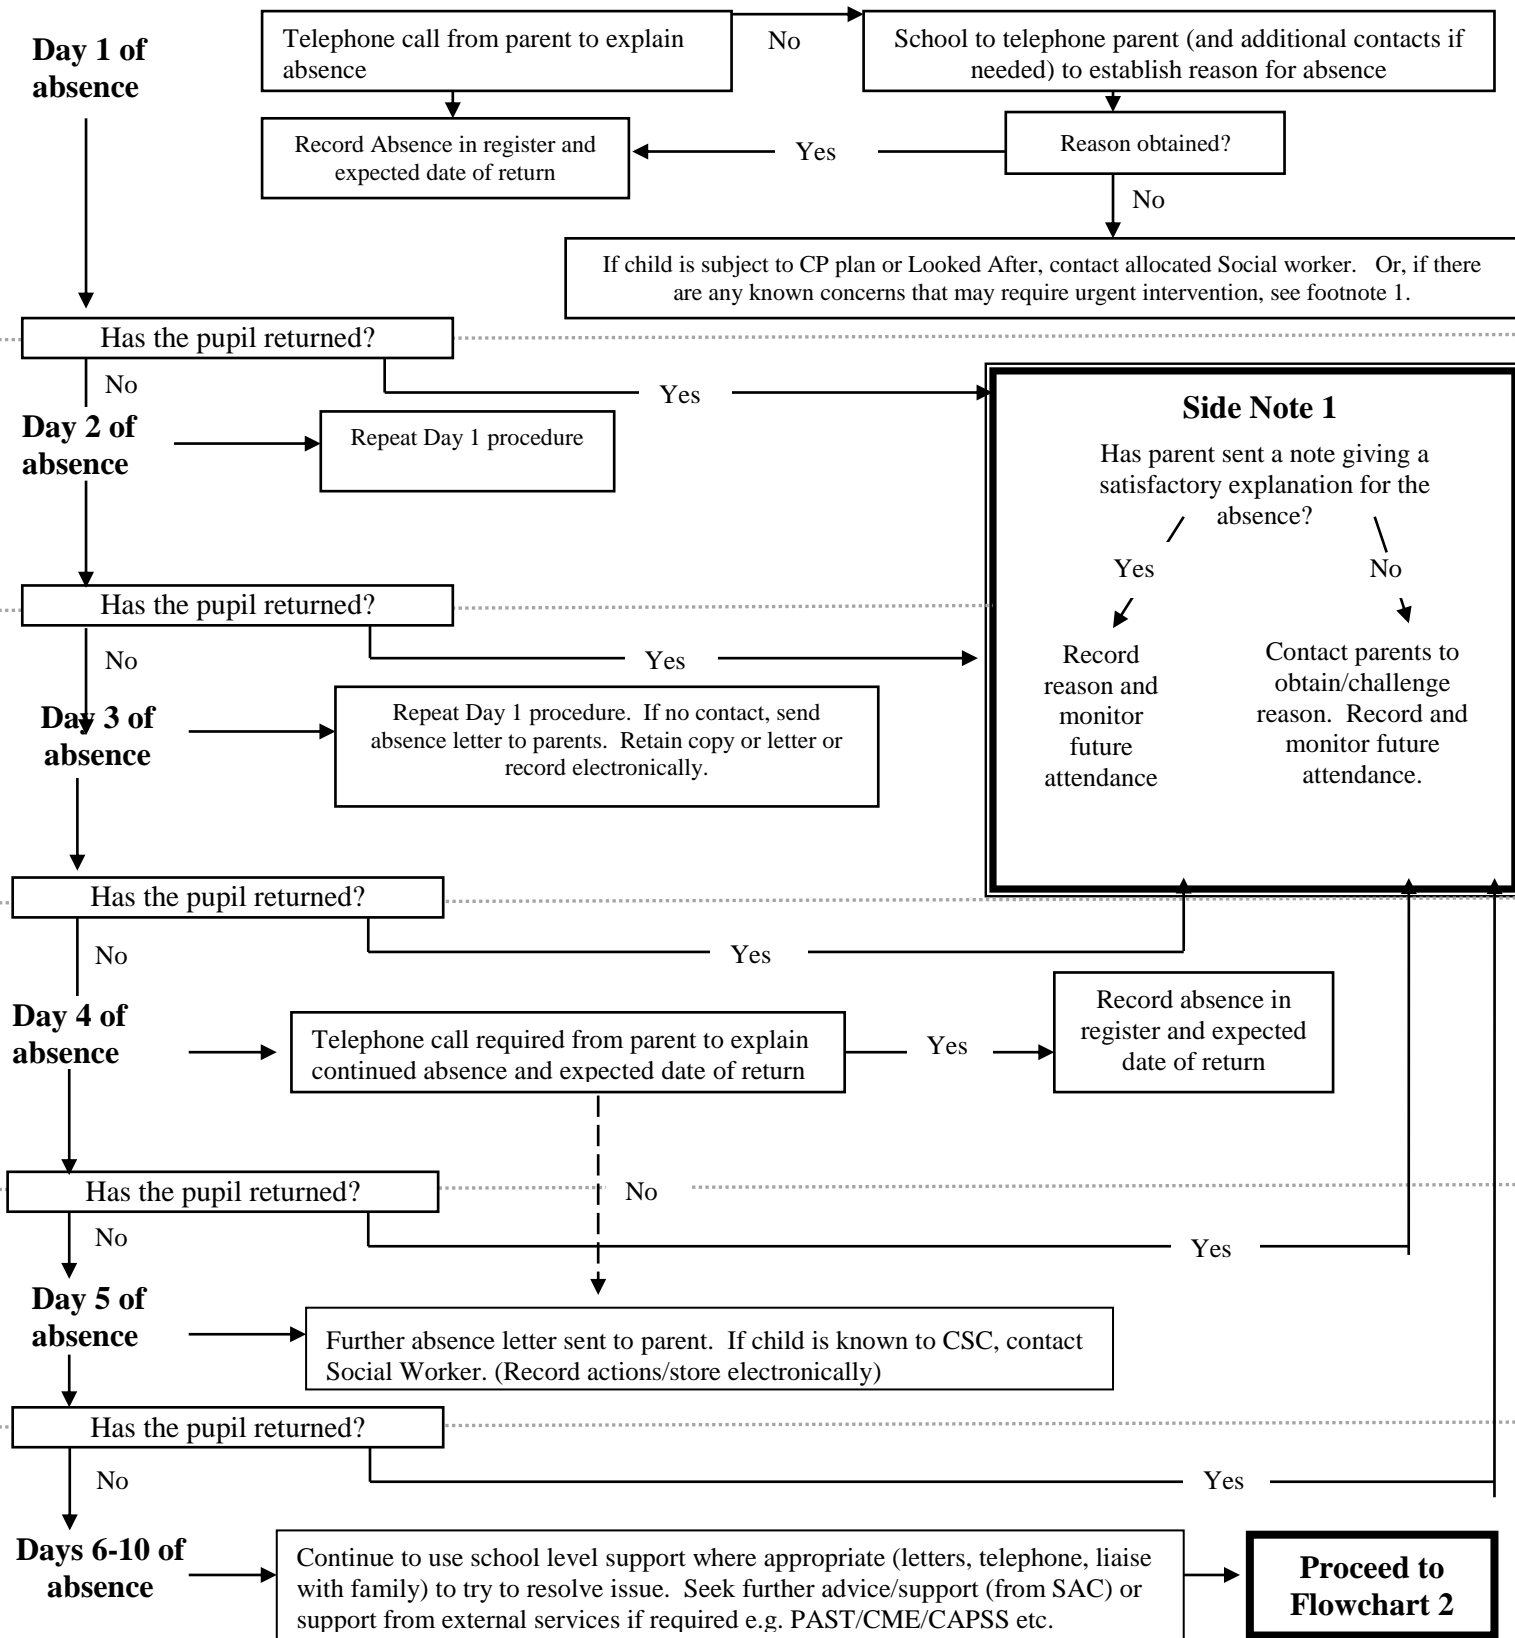 Day 1 of
absence
Telephone call from parent to explain
absence
No
School to telephone parent (and additional contacts if
needed) to establish reason for absence
Record Absence in register and
expected date of return
Yes
Reason obtained?
No
If child is subject to CP plan or Looked After, contact allocated Social worker. Or, if there
are any known concerns that may require urgent intervention, see footnote 1.
Has the pupil returned?
No
Yes
Day 2 of
absence
Repeat Day 1 procedure
Side Note 1
Has parent sent a note giving a
satisfactory explanation for the
absence?
Yes
No
Record
reason and
monitor
future
attendance
Contact parents to
obtain/challenge
reason. Record and
monitor future
attendance.
Has the pupil returned?
No
Yes
Day 3 of
absence
Repeat Day 1 procedure. If no contact, send
absence letter to parents. Retain copy or letter or
record electronically.
Has the pupil returned?
No
Yes
Day 4 of
absence
Telephone call required from parent to explain
continued absence and expected date of return
Yes
Record absence in
register and expected
date of return
Has the pupil returned?
No
No
Yes
Day 5 of
absence
Further absence letter sent to parent. If child is known to CSC, contact
Social Worker. (Record actions/store electronically)
Has the pupil returned?
No
Yes
Days 6-10 of
absence
Continue to use school level support where appropriate (letters, telephone, liaise
with family) to try to resolve issue. Seek further advice/support (from SAC) or
support from external services if required e.g. PAST/CME/CAPSS etc.
Proceed to
Flowchart 2